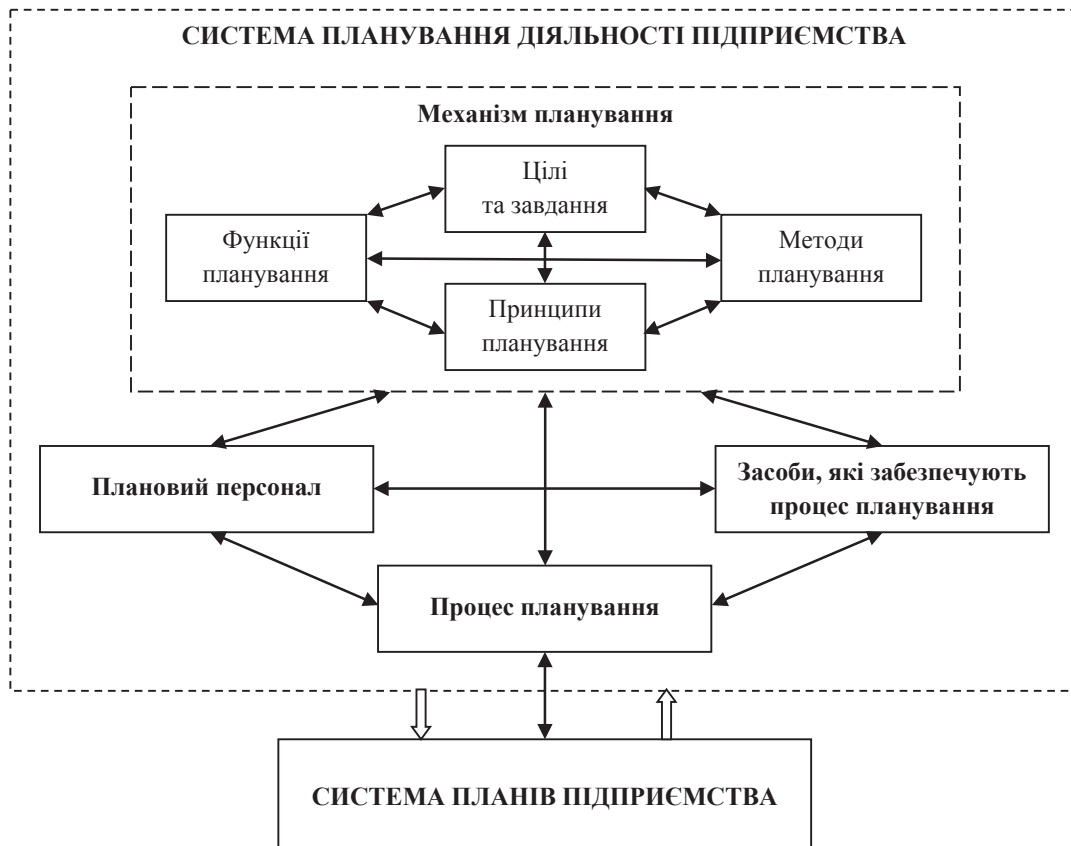 СИСТЕМА ПЛАНУВАННЯ ДІЯЛЬНОСТІ ПІДПРИЄМСТВА
Механізм планування
Цілі
та завдання
Функції
планування
Методи
планування
Принципи
планування
Плановий персонал
Засоби, які забезпечують
процес планування
Процес планування
СИСТЕМА ПЛАНІВ ПІДПРИЄМСТВА